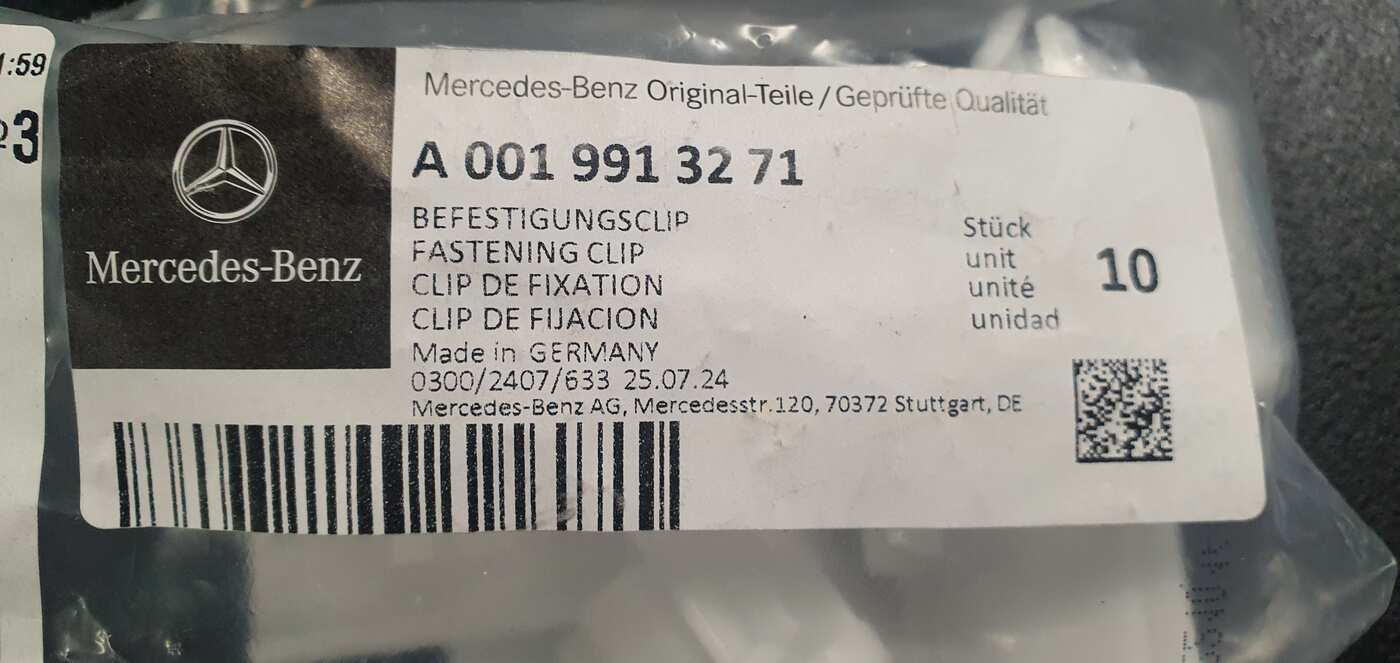 1:59
3
Mercedes-Benz
Mercedes-Benz Original-Teile / Geprüfte Qualität
A 001 991 32 71
BEFESTIGUNGSCLIP
FASTENING CLIP
CLIP DE FIXATION
CLIP DE FIJACION
Made in GERMANY
0300/2407/633 25.07.24
Mercedes-Benz AG, Mercedesstr.120, 70372 Stuttgart, DE
Stück
unit
unité
unidad
10